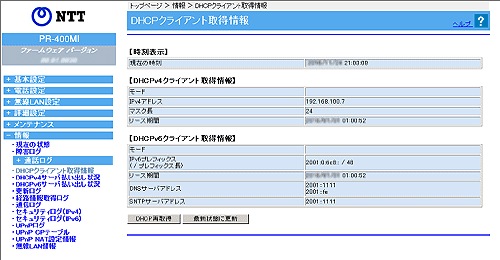 トップページ > 情報 > DHCPクライアント取得情報
NTT
DHCPクライアント取得情報
ヘルプ ?
PR-400MI
ファームウェア バージョン
基本設定
電話設定
無線LAN設定
詳細設定
メンテナンス
情報
現在の状態
障害ログ
通話ログ
DHCPクライアント取得情報
DHCPv4サーバ払い出し状況
DHCPv6サーバ払い出し状況
更新ログ
経路情報取得ログ
通信ログ
セキュリティログ(IPv4)
セキュリティログ(IPv6)
UPnPログ
UPnP CPテーブル
UPnP NAT設定情報
無線LAN情報
【時刻表示】
現在の時刻 21:00:00
【DHCPv4クライアント取得情報】
モード
IPv4アドレス 192.168.100.7
マスク長 24
リース期間 01:00:52
【DHCPv6クライアント取得情報】
モード
IPv6プレフィックス
(/ プレフィックス長) 2001:0:6c8:: / 48
リース期間 01:00:52
DNSサーバアドレス 2001::1111
2001::fe
SNTPサーバアドレス 2001::1111
DHCP再取得 最新状態に更新